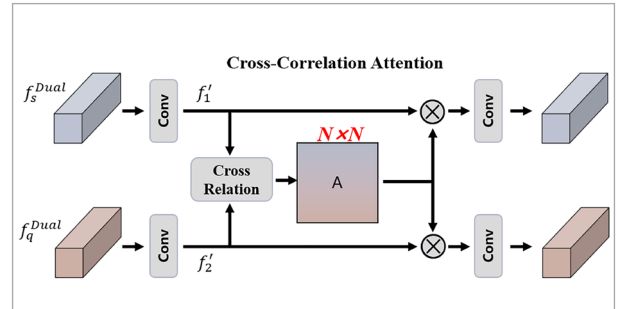 Cross-Correlation Attention
f_s^{Dual}
Conv
f_1'
⊗
Conv
N×N
Cross
Relation
A
f_q^{Dual}
Conv
f_2'
⊗
Conv